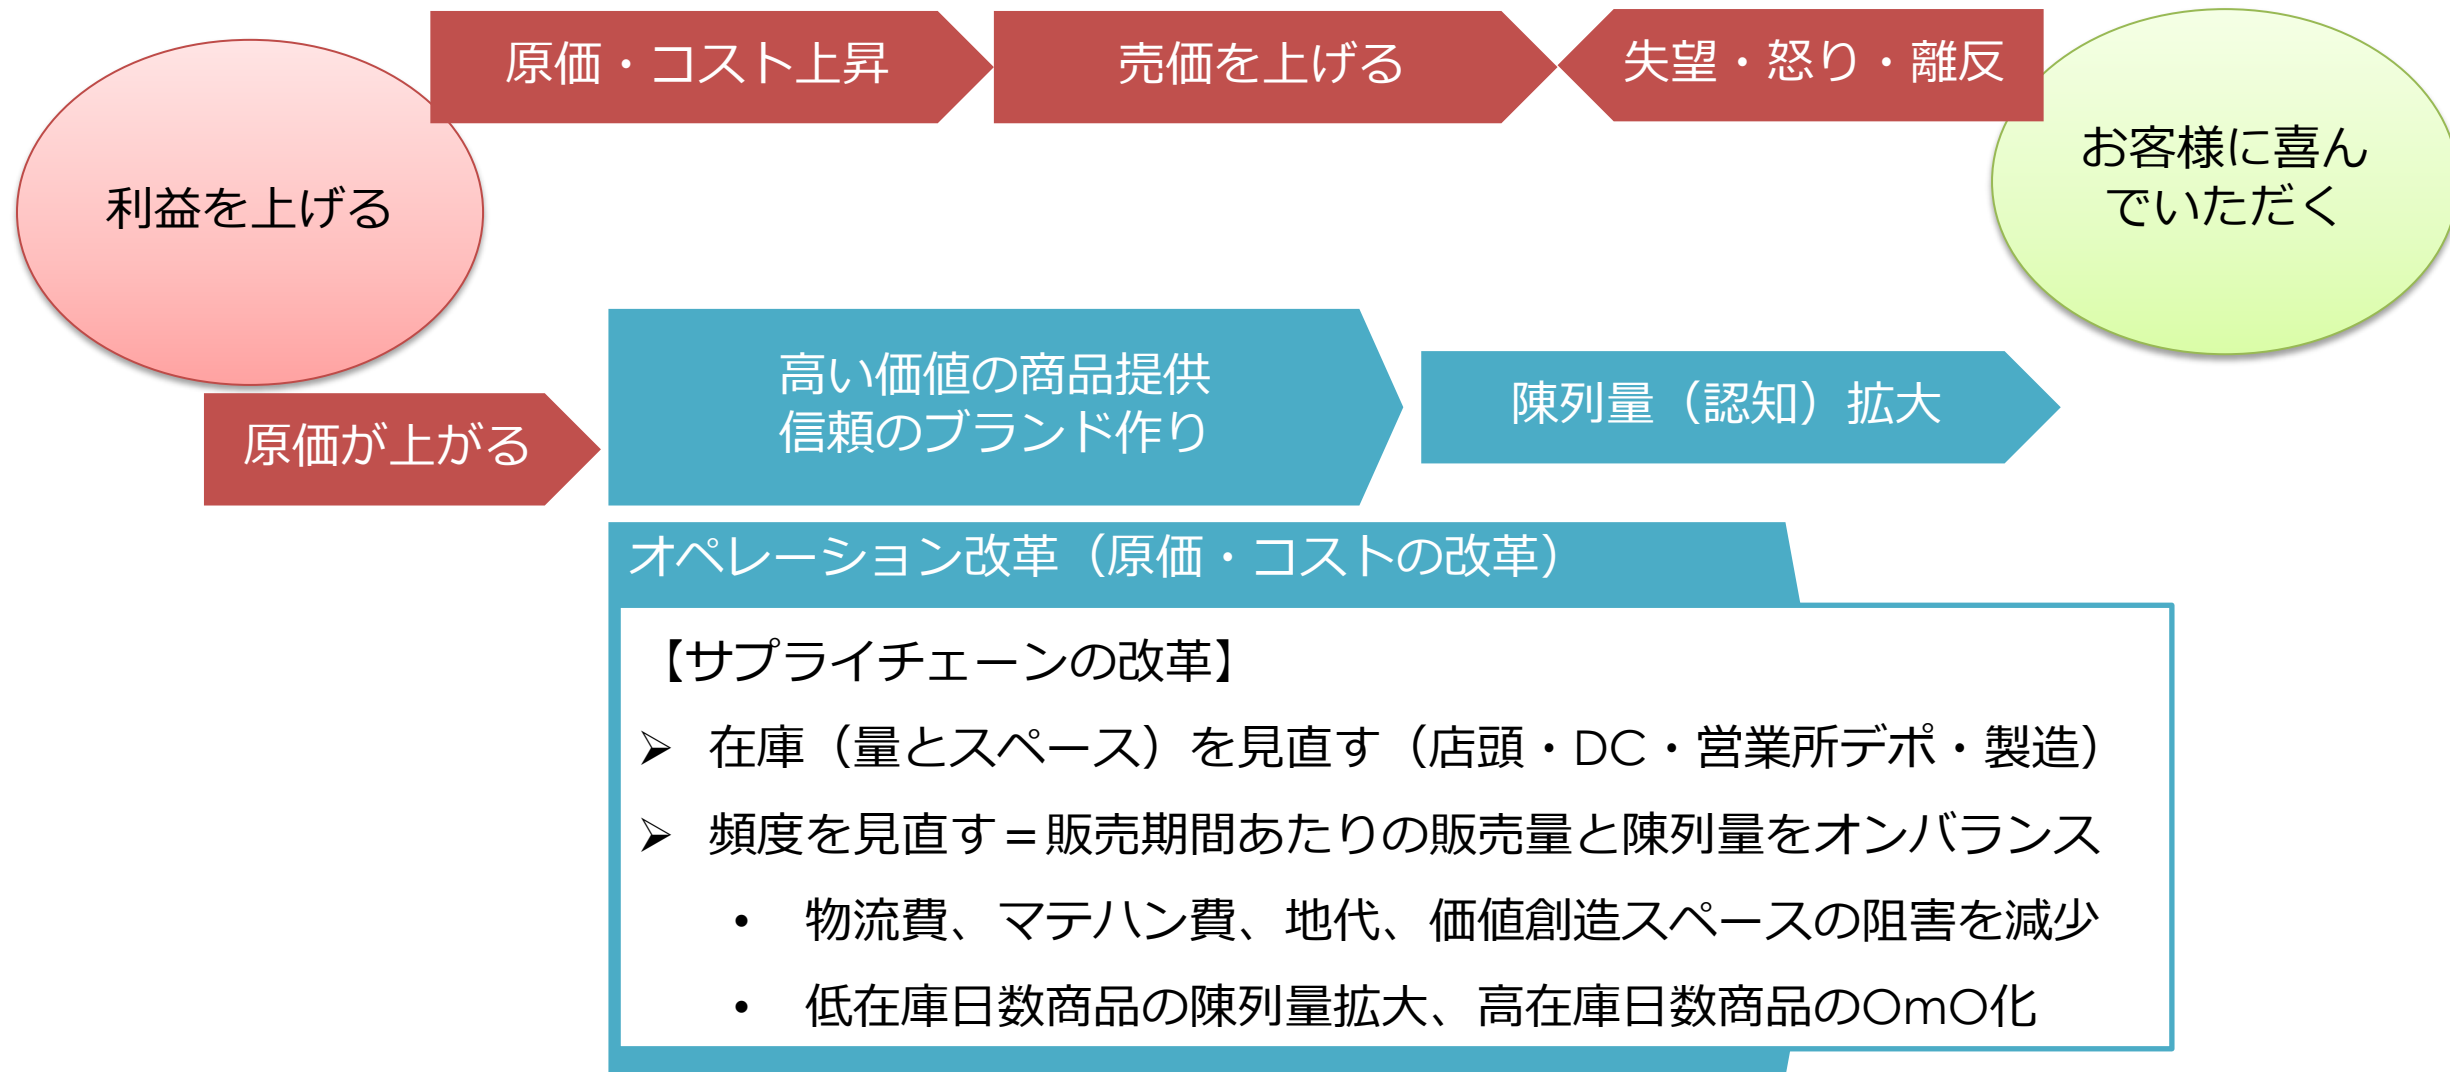 原価・コスト上昇
売価を上げる
失望・怒り・離反
利益を上げる
お客様に喜ん
でいただく
高い価値の商品提供
信頼のブランド作り
陳列量（認知）拡大
原価が上がる
オペレーション改革（原価・コストの改革）
【サプライチェーンの改革】
➢ 在庫（量とスペース）を見直す（店頭・DC・営業所デポ・製造）
➢ 頻度を見直す＝販売期間あたりの販売量と陳列量をオンバランス
• 物流費、マテハン費、地代、価値創造スペースの阻害を減少
• 低在庫日数商品の陳列量拡大、高在庫日数商品のOmO化